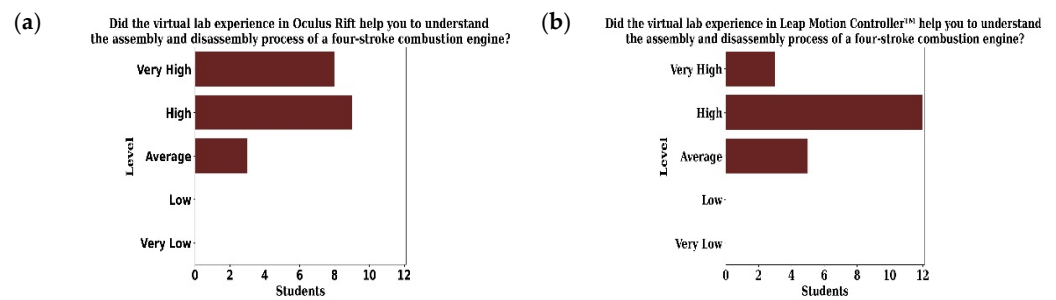 (a)
Did the virtual lab experience in Oculus Rift help you to understand
the assembly and disassembly process of a four-stroke combustion engine?
Very High
High
Average
Low
Very Low
Level
0 2 4 6 8 10 12
Students
(b)
Did the virtual lab experience in Leap Motion Controller™ help you to understand
the assembly and disassembly process of a four-stroke combustion engine?
Very High
High
Average
Low
Very Low
Level
0 2 4 6 8 10 12
Students